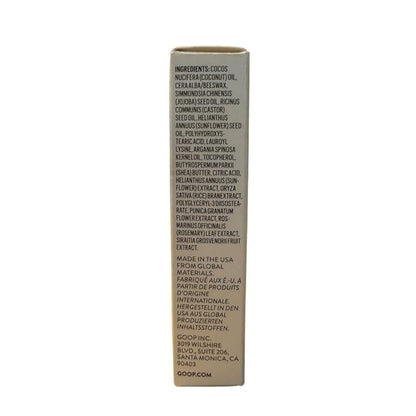 INGREDIENTS: COCOS
NUCIFERA (COCONUT) OIL,
CERA ALBA/BEESWAX,
SIMMONDSIA CHINENSIS
(JOJOBA) SEED OIL, RICINUS
COMMUNIS (CASTOR)
SEED OIL, HELIANTHUS
ANNUUS (SUNFLOWER) SEED
OIL, POLYHYDROXYS-
TEARIC ACID, LAUROYL
LYSINE, ARGANIA SPINOSA
KERNEL OIL, TOCOPHEROL,
BUTYROSPERMUM PARKII
(SHEA) BUTTER, CITRIC ACID,
HELIANTHUS ANNUUS (SUN-
FLOWER) EXTRACT, ORYZA
SATIVA (RICE) BRAN EXTRACT,
POLYGLYCERYL-3 DIISOSTEA-
RATE, PUNICA GRANATUM
FLOWER EXTRACT, ROS-
MARINUS OFFICINALIS
(ROSEMARY) LEAF EXTRACT,
SIRAITIA GROSVENORII FRUIT
EXTRACT.
MADE IN THE USA
FROM GLOBAL
MATERIALS.
FABRIQUÉ AUX É.-U. À
PARTIR DE PRODUITS
D'ORIGINE
INTERNATIONALE.
HERGESTELLT IN DEN
USA AUS GLOBAL
PRODUZIERTEN
INHALTSSTOFFEN.
GOOP INC.
3019 WILSHIRE
BLVD., SUITE 206,
SANTA MONICA, CA
90403
GOOP.COM